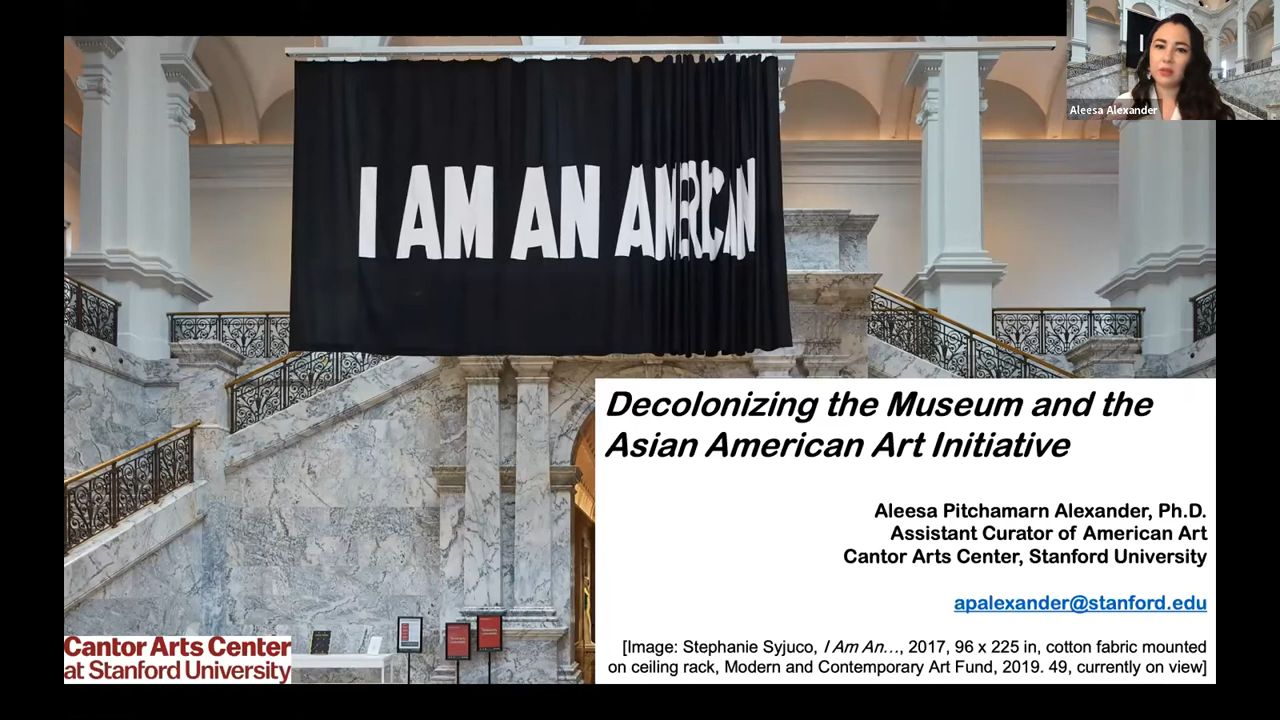 Aleesa Alexander
I AM AN AMERICAN
Decolonizing the Museum and the
Asian American Art Initiative
Aleesa Pitchamarn Alexander, Ph.D.
Assistant Curator of American Art
Cantor Arts Center, Stanford University
apalexander@stanford.edu
[Image: Stephanie Syjuco, I Am An…, 2017, 96 x 225 in, cotton fabric mounted
on ceiling rack, Modern and Contemporary Art Fund, 2019. 49, currently on view]
Cantor Arts Center
at Stanford University